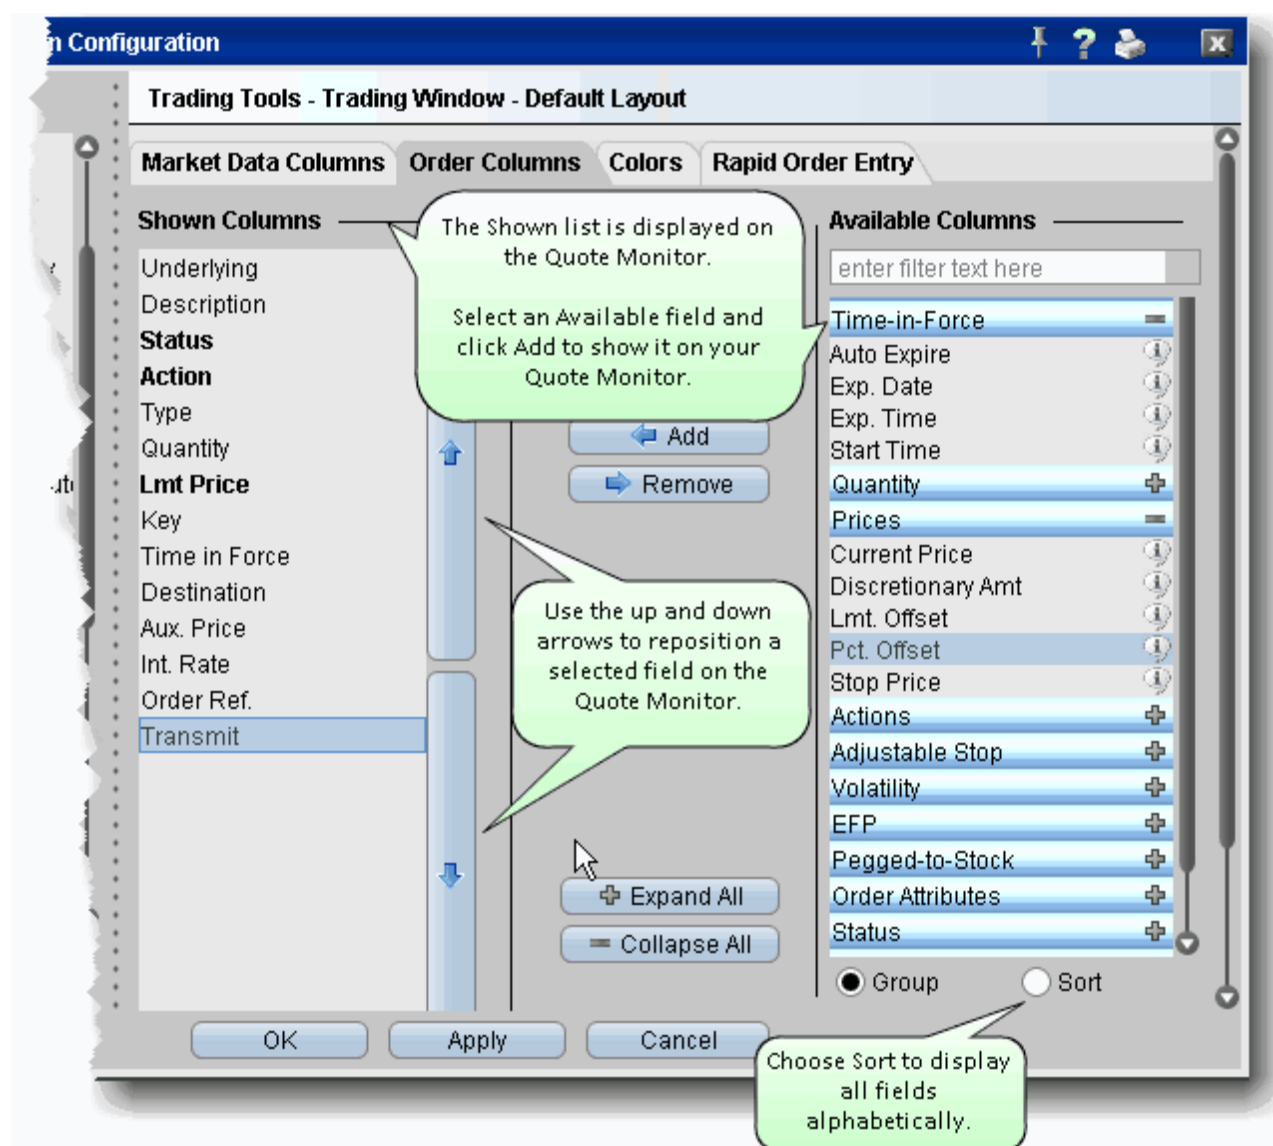 n Configuration
Trading Tools - Trading Window - Default Layout
Market Data Columns
Order Columns
Colors
Rapid Order Entry
Shown Columns
Underlying
Description
Status
Action
Type
Quantity
Lmt Price
Key
Time in Force
Destination
Aux. Price
Int. Rate
Order Ref.
Transmit
The Shown list is displayed on
the Quote Monitor.
Select an Available field and
click Add to show it on your
Quote Monitor.
Add
Remove
Use the up and down
arrows to reposition a
selected field on the
Quote Monitor.
Expand All
Collapse All
Available Columns
enter filter text here
Time-in-Force
Auto Expire
Exp. Date
Exp. Time
Start Time
Quantity
Prices
Current Price
Discretionary Amt
Lmt. Offset
Pct. Offset
Stop Price
Actions
Adjustable Stop
Volatility
EFP
Pegged-to-Stock
Order Attributes
Status
Group
Sort
OK
Apply
Cancel
Choose Sort to display
all fields
alphabetically.